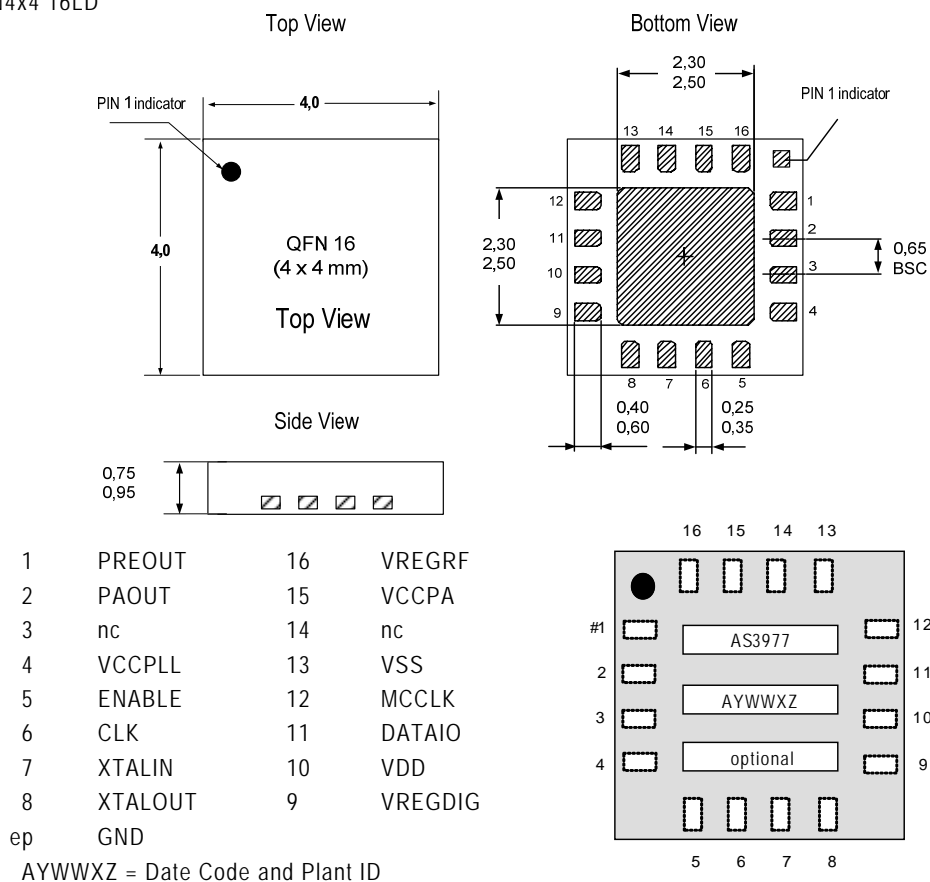 14x4 16LD
Top View
Bottom View
PIN 1 indicator
4,0
4,0
QFN 16
(4 x 4 mm)
Top View
2,30
2,50
PIN 1 indicator
13 14 15 16
12
11
10
9
1
2
3
4
2,30
2,50
0,65
BSC
8 7 6 5
0,40
0,60
0,25
0,35
Side View
0,75
0,95
1 PREOUT 16 VREGRF
2 PAOUT 15 VCCPA
3 nc 14 nc
4 VCCPLL 13 VSS
5 ENABLE 12 MCCLK
6 CLK 11 DATAIO
7 XTALIN 10 VDD
8 XTALOUT 9 VREGDIG
ep GND
AYWWXZ = Date Code and Plant ID
16 15 14 13
#1
2
3
4
AS3977
AYWWXZ
optional
12
11
10
9
5 6 7 8